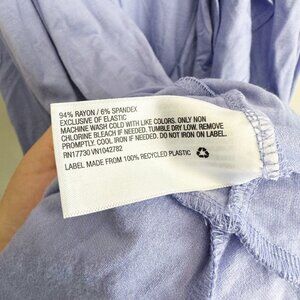 94% RAYON / 6% SPANDEX
EXCLUSIVE OF ELASTIC
MACHINE WASH COLD WITH LIKE COLORS. ONLY NON
CHLORINE BLEACH IF NEEDED. TUMBLE DRY LOW. REMOVE
PROMPTLY. COOL IRON IF NEEDED. DO NOT IRON ON LABEL.
RN17730 VN1042782
LABEL MADE FROM 100% RECYCLED PLASTIC